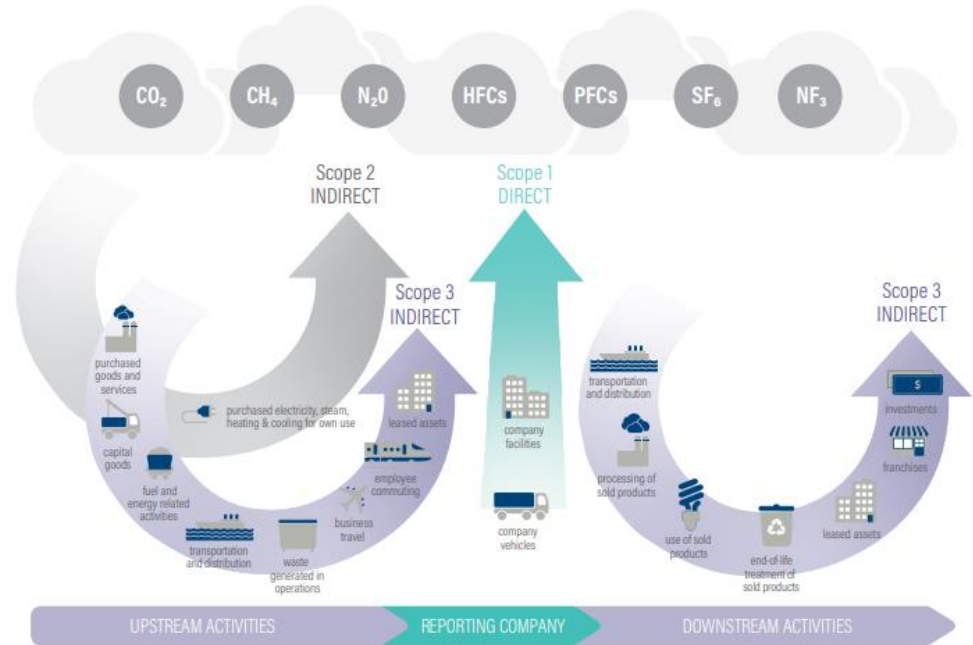 CO₂
CH₄
N₂0
HFCs
PFCs
SF₆
NF₃
Scope 2
INDIRECT
Scope 1
DIRECT
Scope 3
INDIRECT
Scope 3
INDIRECT
purchased
goods and
services
capital
goods
fuel and
energy related
activities
purchased electricity, steam,
heating & cooling for own use
transportation
and distribution
waste
generated in
operations
business
travel
employee
commuting
leased assets
company
facilities
company
vehicles
transportation
and distribution
processing of
sold products
use of sold
products
end-of-life
treatment of
sold products
leased assets
franchises
$
investments
UPSTREAM ACTIVITIES
REPORTING COMPANY
DOWNSTREAM ACTIVITIES